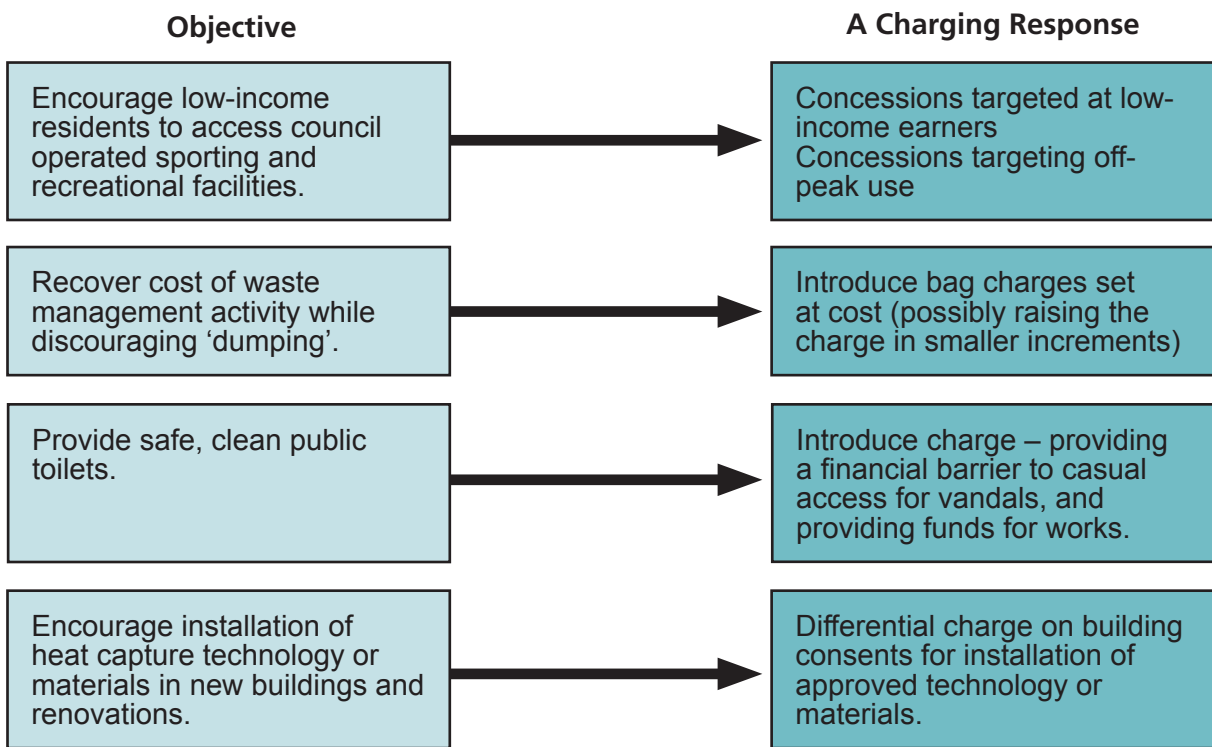 Objective
A Charging Response
Encourage low-income
residents to access council
operated sporting and
recreational facilities.
Concessions targeted at low-
income earners
Concessions targeting off-
peak use
Recover cost of waste
management activity while
discouraging ‘dumping’.
Introduce bag charges set
at cost (possibly raising the
charge in smaller increments)
Provide safe, clean public
toilets.
Introduce charge – providing
a financial barrier to casual
access for vandals, and
providing funds for works.
Encourage installation of
heat capture technology or
materials in new buildings and
renovations.
Differential charge on building
consents for installation of
approved technology or
materials.